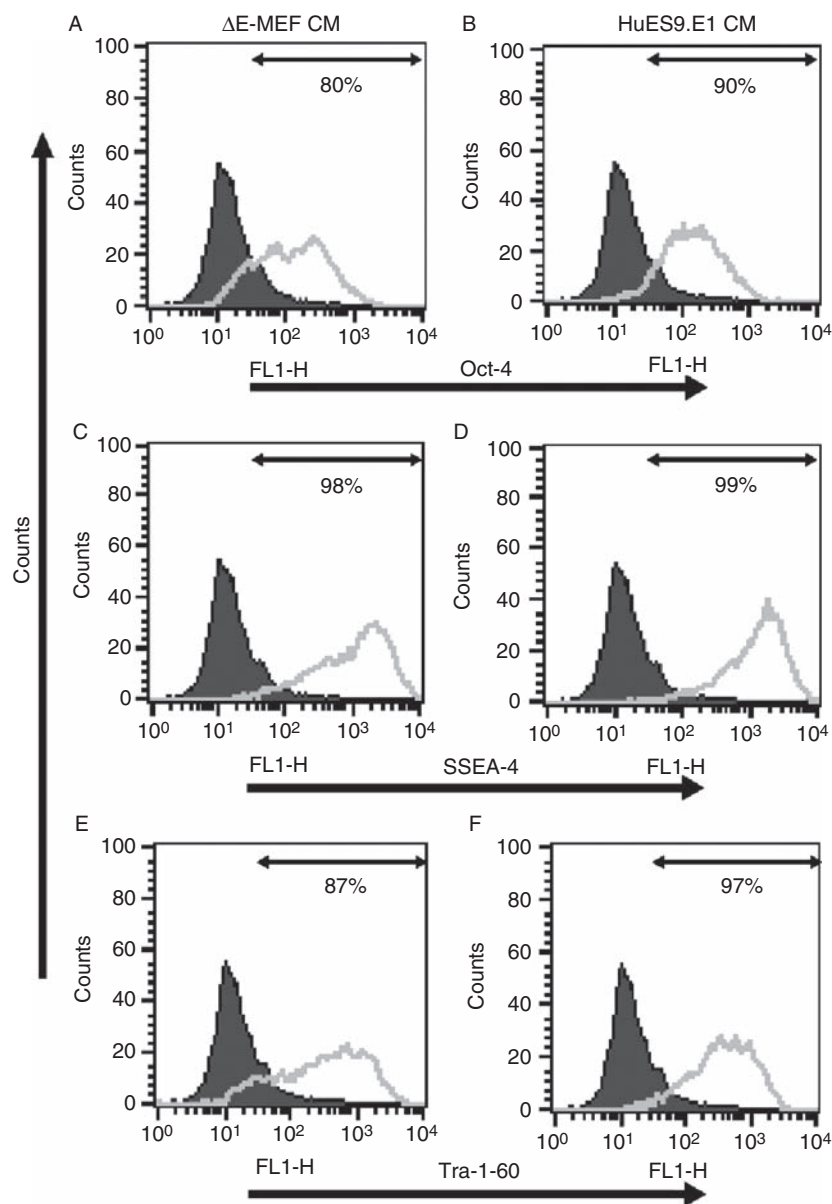 A ΔE-MEF CM B HuES9.E1 CM
100 100
80% 90%
80 80
60 60
Counts Counts
40 40
20 20
0 0
10⁰ 10¹ 10² 10³ 10⁴ 10⁰ 10¹ 10² 10³ 10⁴
FL1-H Oct-4 FL1-H
C D
100 100
98% 99%
80 80
60 60
Counts Counts Counts
40 40
20 20
0 0
10⁰ 10¹ 10² 10³ 10⁴ 10⁰ 10¹ 10² 10³ 10⁴
FL1-H SSEA-4 FL1-H
E F
100 100
87% 97%
80 80
60 60
Counts Counts
40 40
20 20
0 0
10⁰ 10¹ 10² 10³ 10⁴ 10⁰ 10¹ 10² 10³ 10⁴
FL1-H Tra-1-60 FL1-H